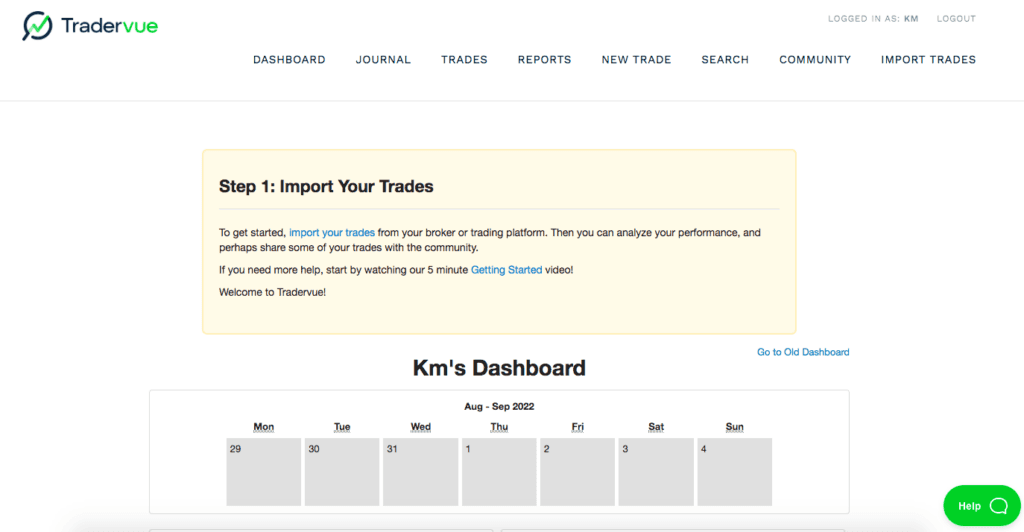 Tradervue
LOGGED IN AS: KM LOGOUT
DASHBOARD JOURNAL TRADES REPORTS NEW TRADE SEARCH COMMUNITY IMPORT TRADES
Step 1: Import Your Trades
To get started, import your trades from your broker or trading platform. Then you can analyze your performance, and
perhaps share some of your trades with the community.
If you need more help, start by watching our 5 minute Getting Started video!
Welcome to Tradervue!
Go to Old Dashboard
Km's Dashboard
Aug - Sep 2022
Mon Tue Wed Thu Fri Sat Sun
29 30 31 1 2 3 4
Help